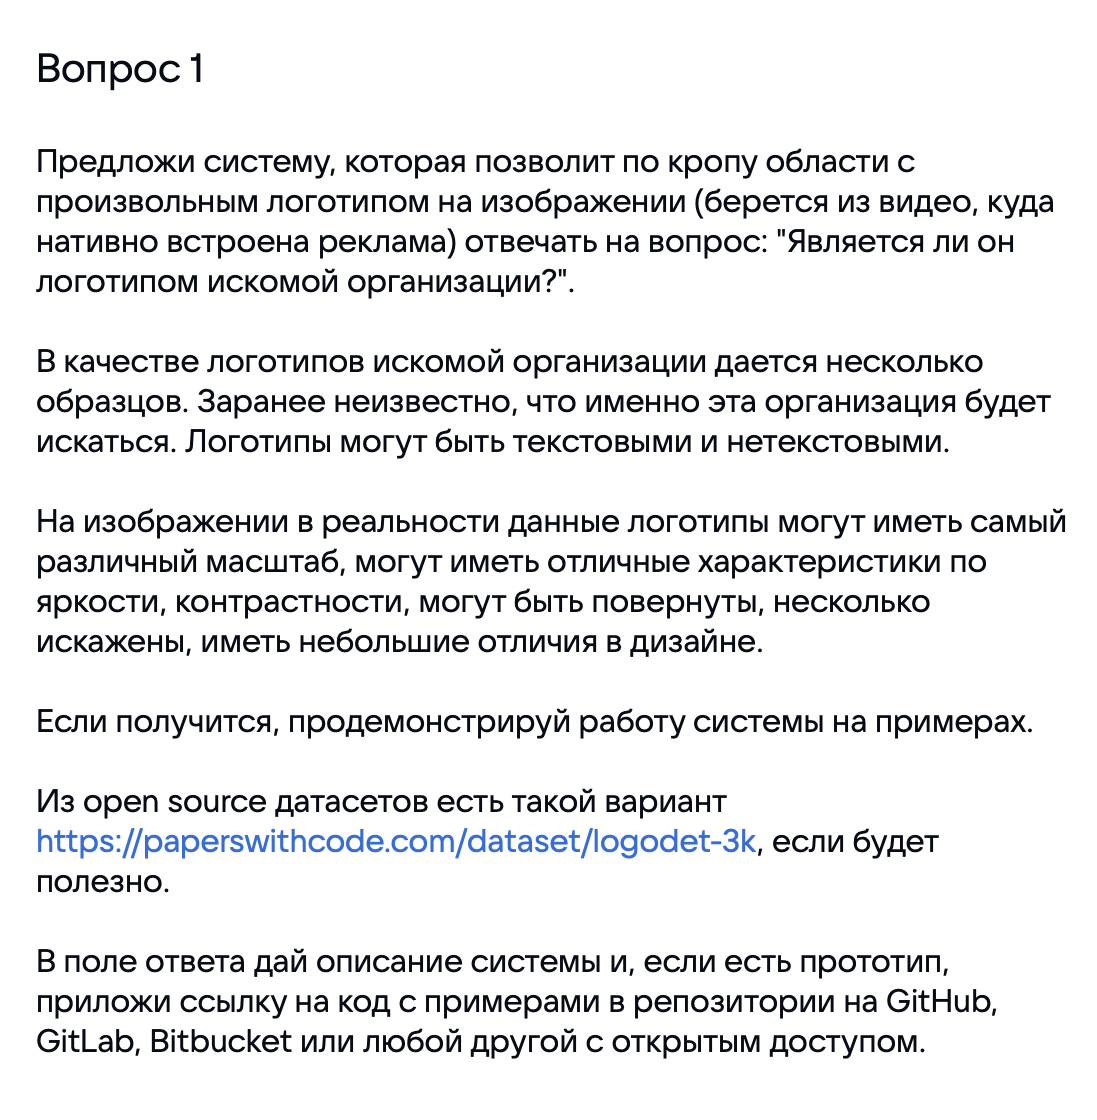 Вопрос 1
Предложи систему, которая позволит по кропу области с
произвольным логотипом на изображении (берется из видео, куда
нативно встроена реклама) отвечать на вопрос: "Является ли он
логотипом искомой организации?".
В качестве логотипов искомой организации дается несколько
образцов. Заранее неизвестно, что именно эта организация будет
искаться. Логотипы могут быть текстовыми и нетекстовыми.
На изображении в реальности данные логотипы могут иметь самый
различный масштаб, могут иметь отличные характеристики по
яркости, контрастности, могут быть повернуты, несколько
искажены, иметь небольшие отличия в дизайне.
Если получится, продемонстрируй работу системы на примерах.
Из open source датасетов есть такой вариант
https://paperswithcode.com/dataset/logodet-3k, если будет
полезно.
В поле ответа дай описание системы и, если есть прототип,
приложи ссылку на код с примерами в репозитории на GitHub,
GitLab, Bitbucket или любой другой с открытым доступом.